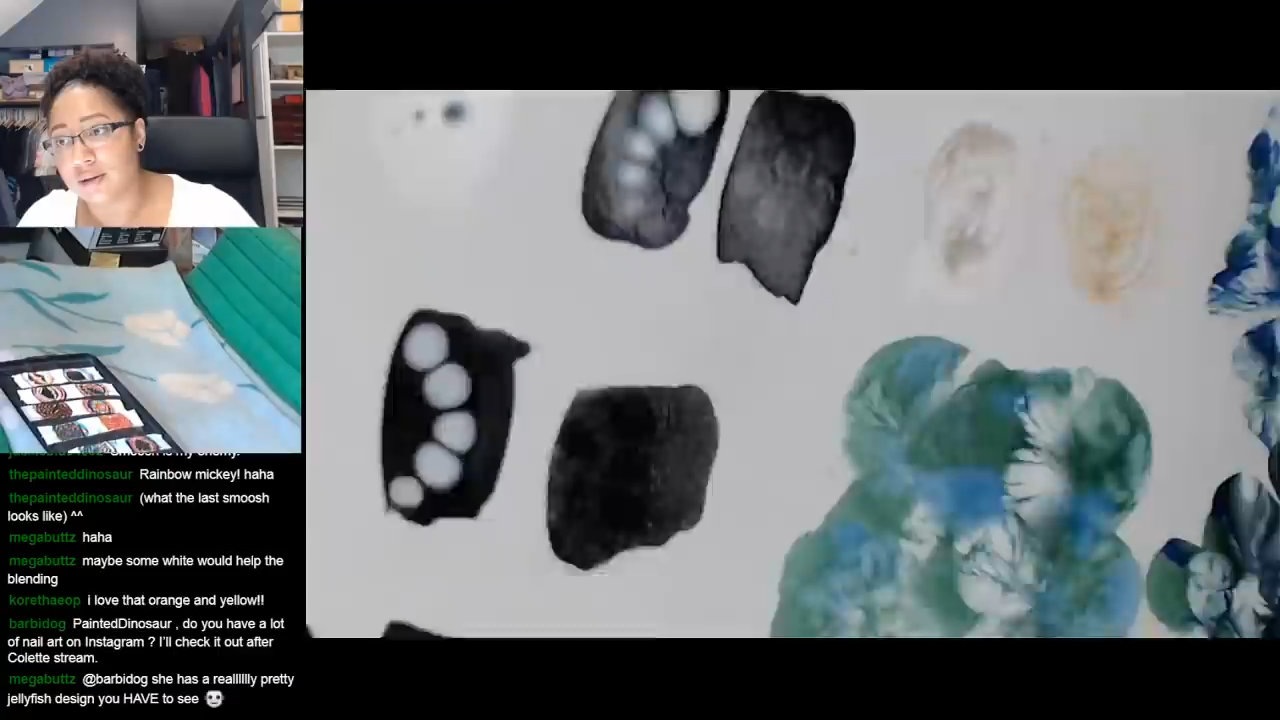 thepainteddinosaur Rainbow mickey! haha
thepainteddinosaur (what the last smoosh
looks like) ^^
megabuttz haha
megabuttz maybe some white would help the
blending
korethaeop i love that orange and yellow!!
barbidog PaintedDinosaur , do you have a lot
of nail art on Instagram ? I'll check it out after
Colette stream.
megabuttz @barbidog she has a realllllly pretty
jellyfish design you HAVE to see